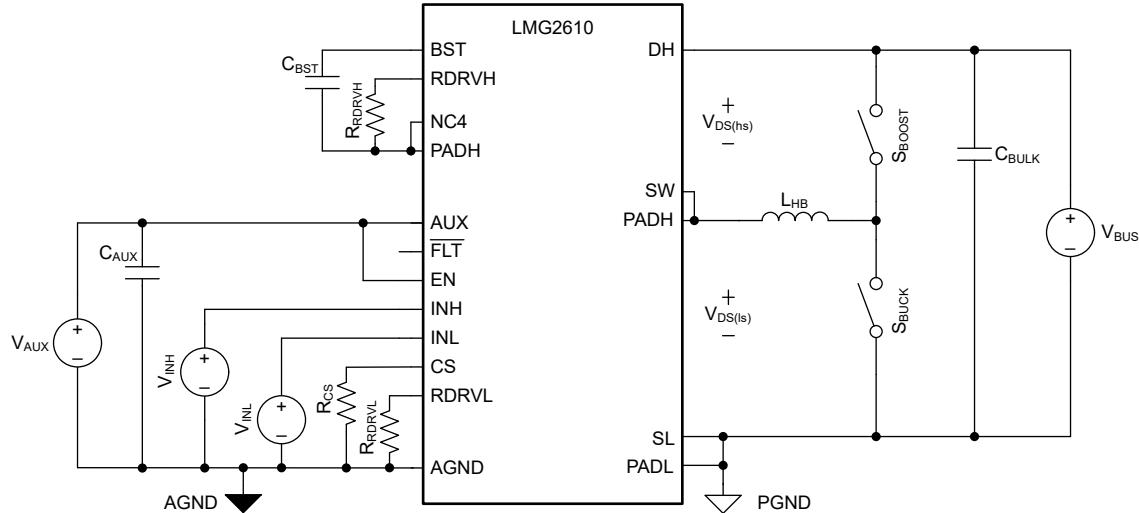 LMG2610
BST
RDRVH
NC4
PADH
C_BST
R_RDRVH
AUX
FLT
EN
INH
INL
CS
RDRVL
AGND
C_AUX
V_AUX
+
−
V_INH
+
−
V_INL
+
−
R_CS
R_RDRVL
AGND
DH
SW
PADH
SL
PADL
+
V_DS(hs)
−
+
V_DS(ls)
−
L_HB
S_BOOST
S_BUCK
C_BULK
+
−
V_BUS
PGND